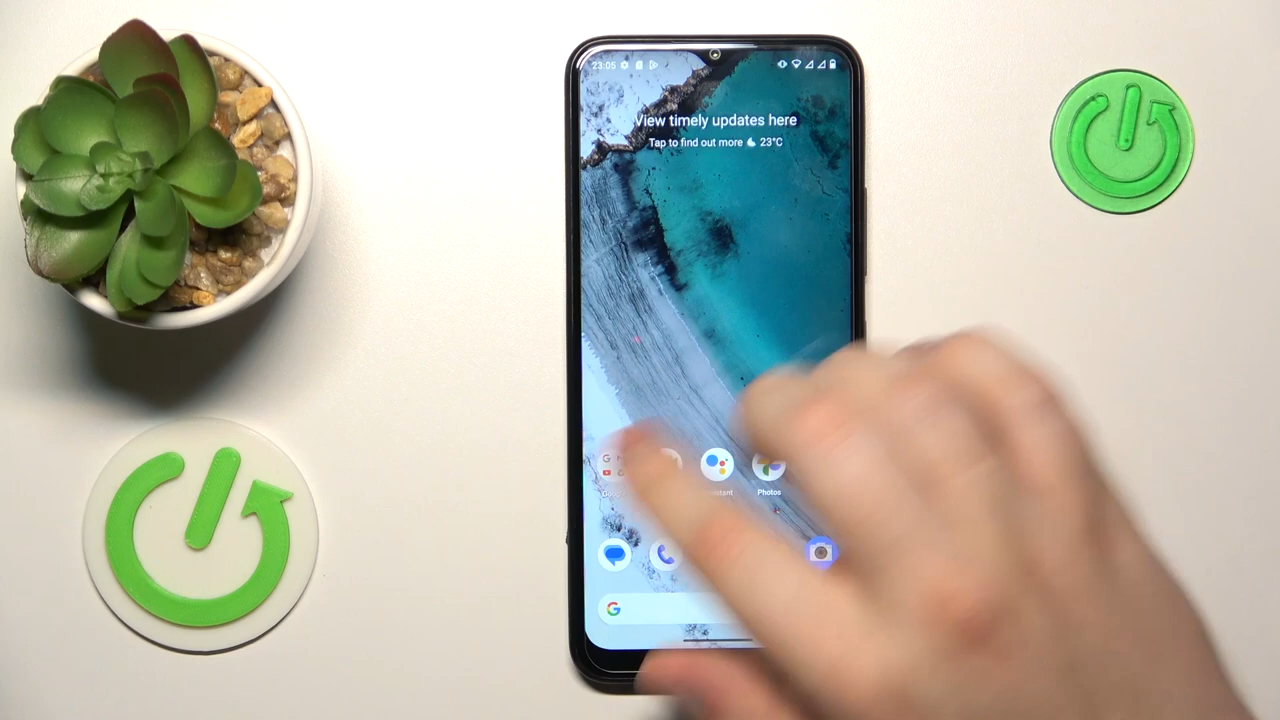 23:05
View timely updates here
Tap to find out more 23°C
Photos
G